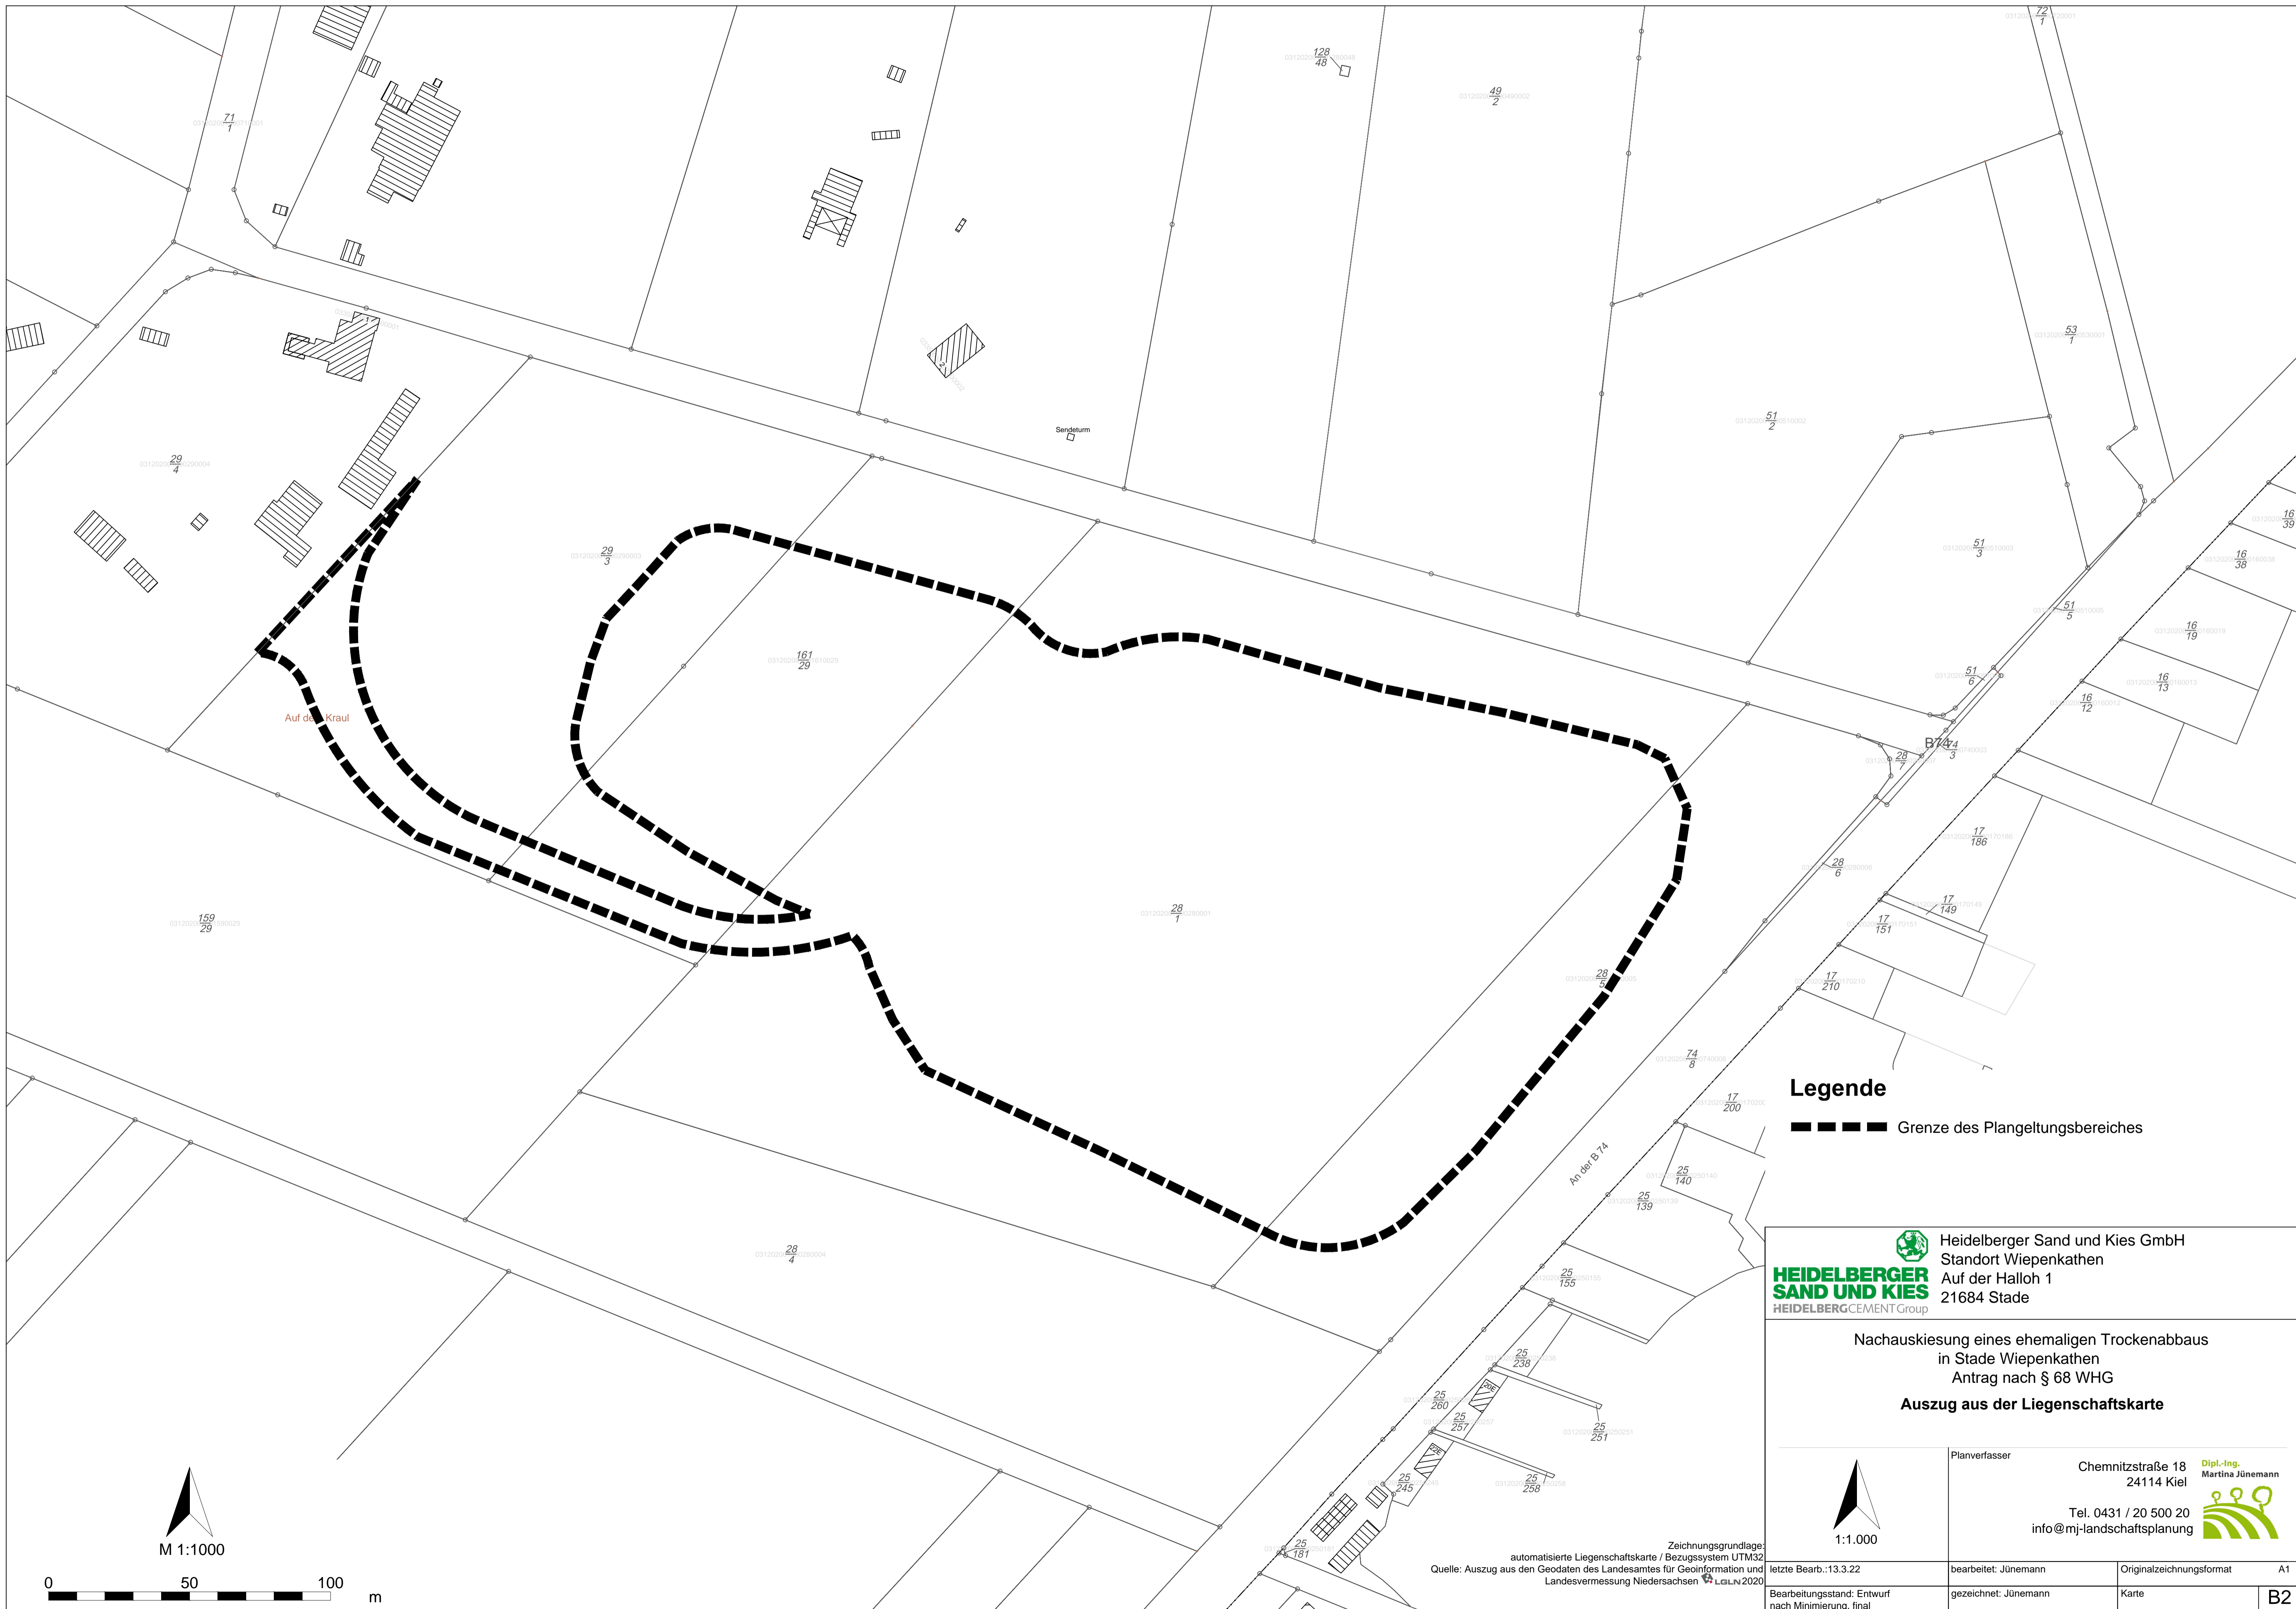 72
1
128
48
49
2
71
1
53
1
1
2
51
2
Sendeturm
29
4
29
3
51
3
16
39
16
38
51
5
16
19
161
29
51
6
16
13
16
12
Auf dem Kraul
B74
74
3
28
7
17
186
28
6
17
149
17
151
159
29
28
1
28
5
17
210
74
8
17
200
An der B 74
25
140
25
139
28
4
25
155
25
238
20E
25
260
25
257
25
251
22E
25
245
25
258
25
181
Legende
Grenze des Plangeltungsbereiches
HEIDELBERGER
SAND UND KIES
HEIDELBERGCEMENT Group
Heidelberger Sand und Kies GmbH
Standort Wiepenkathen
Auf der Halloh 1
21684 Stade
Nachauskiesung eines ehemaligen Trockenabbaus
in Stade Wiepenkathen
Antrag nach § 68 WHG
Auszug aus der Liegenschaftskarte
1:1.000
Planverfasser
Chemnitzstraße 18
24114 Kiel
Tel. 0431 / 20 500 20
info@mj-landschaftsplanung
Dipl.-Ing.
Martina Jünemann
letzte Bearb.:13.3.22
bearbeitet: Jünemann
Originalzeichnungsformat A1
Bearbeitungsstand: Entwurf
nach Minimierung, final
gezeichnet: Jünemann
Karte
B2
Zeichnungsgrundlage:
automatisierte Liegenschaftskarte / Bezugssystem UTM32
Quelle: Auszug aus den Geodaten des Landesamtes für Geoinformation und
Landesvermessung Niedersachsen LGLN 2020
M 1:1000
0 50 100
m